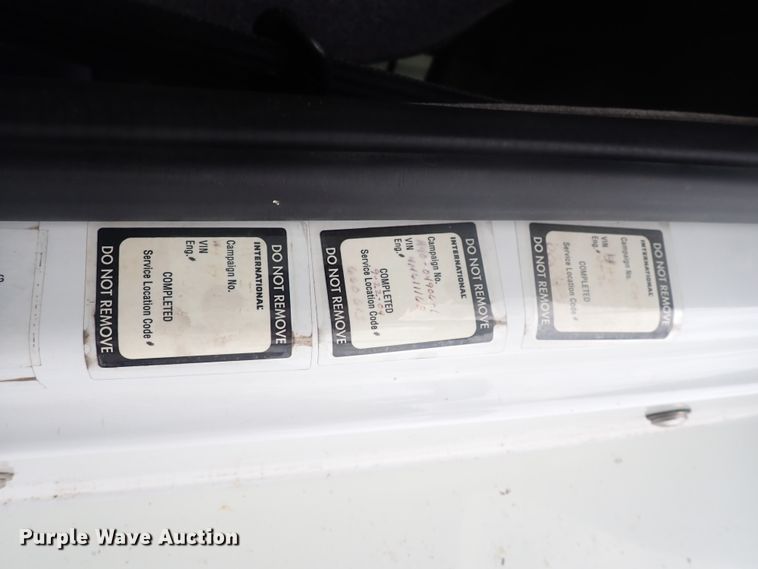 DO NOT REMOVE
INTERNATIONAL
Campaign No.
VIN
Eng.#
COMPLETED
Service Location Code #
DO NOT REMOVE
DO NOT REMOVE
INTERNATIONAL
Campaign No.
VIN
Eng.#
COMPLETED
Service Location Code #
DO NOT REMOVE
DO NOT REMOVE
INTERNATIONAL
Campaign No.
VIN
Eng.#
COMPLETED
Service Location Code #
DO NOT REMOVE
Purple Wave Auction